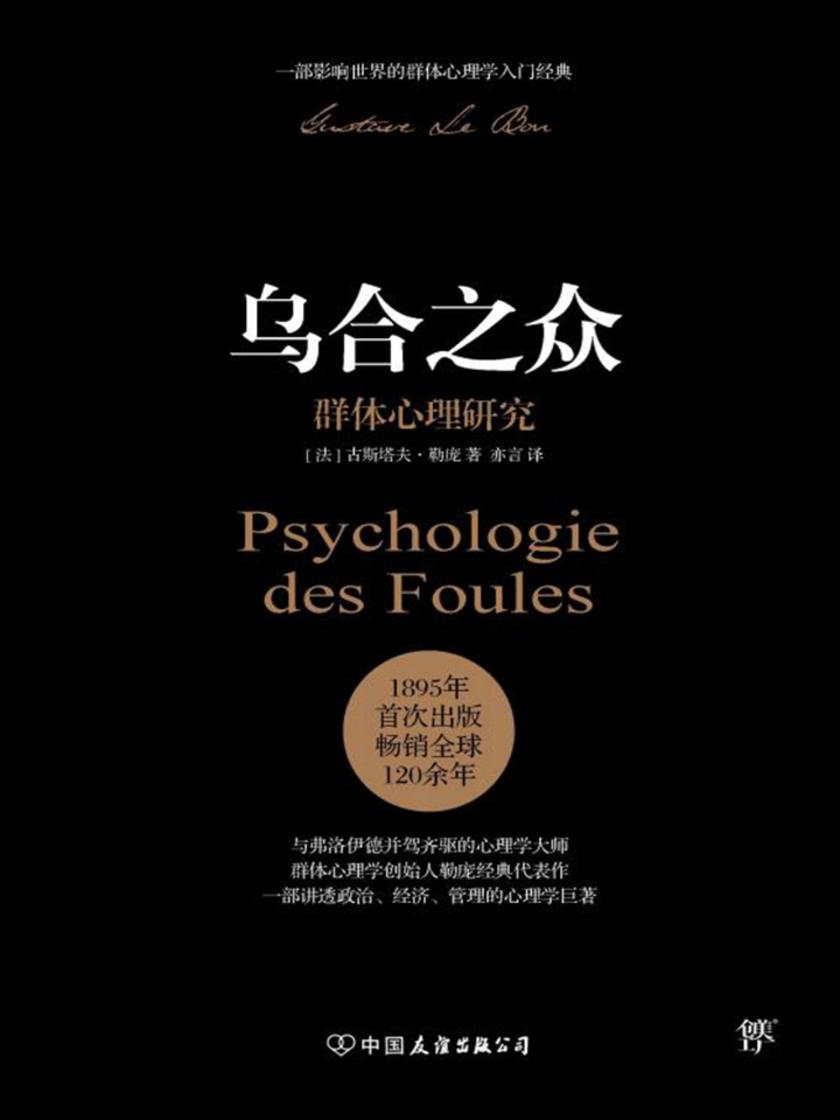 一部影响世界的群体心理学入门经典
Gustave Le Bon
乌合之众
群体心理研究
[法]古斯塔夫·勒庞 著 亦言 译
Psychologie
des Foules
1895年
首次出版
畅销全球
120余年
与弗洛伊德并驾齐驱的心理学大师
群体心理学创始人勒庞经典代表作
一部讲透政治、经济、管理的心理学巨著
中国友谊出版公司
创美工厂®